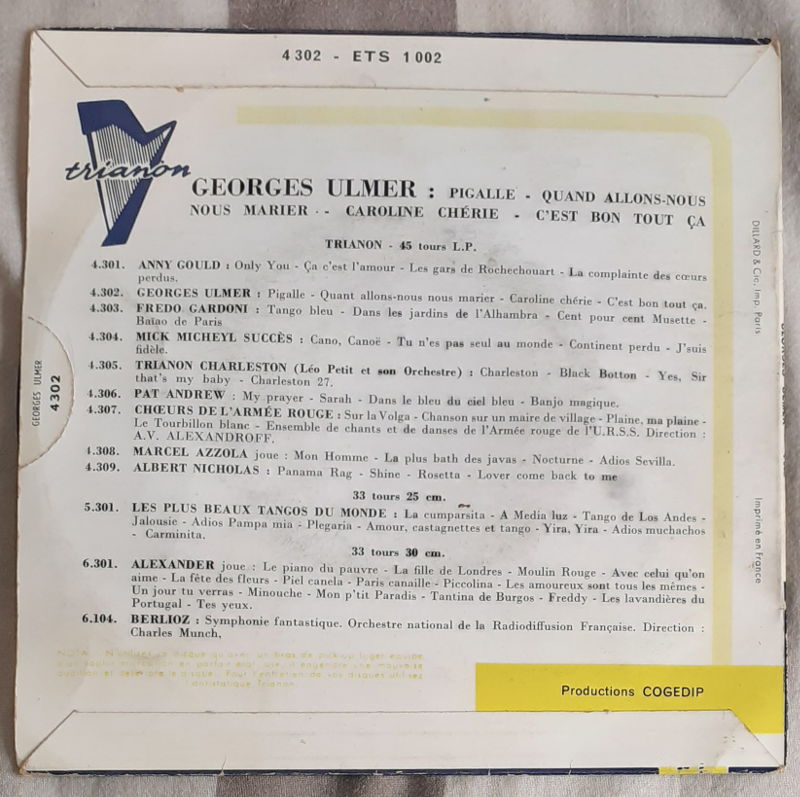 4 302 - ETS 1 002
trianon
GEORGES ULMER : PIGALLE - QUAND ALLONS-NOUS
NOUS MARIER - CAROLINE CHÉRIE - C'EST BON TOUT ÇA
TRIANON - 45 tours L.P.
4.301. ANNY GOULD : Only You - Ça c'est l'amour - Les gars de Rochechouart - La complainte des cœurs
perdus.
4.302. GEORGES ULMER : Pigalle - Quant allons-nous nous marier - Caroline chérie - C'est bon tout ça.
4.303. FREDO GARDONI : Tango bleu - Dans les jardins de l'Alhambra - Cent pour cent Musette -
Baïao de Paris
4.304. MICK MICHEYL SUCCÈS : Cano, Canoë - Tu n'es pas seul au monde - Continent perdu - J'suis
fidèle.
4.305. TRIANON CHARLESTON (Léo Petit et son Orchestre) : Charleston - Black Botton - Yes, Sir
that's my baby - Charleston 27.
4.306. PAT ANDREW : My prayer - Sarah - Dans le bleu du ciel bleu - Banjo magique.
4.307. CHŒURS DE L'ARMÉE ROUGE : Sur la Volga - Chanson sur un maire de village - Plaine, ma plaine -
Le Tourbillon blanc - Ensemble de chants et de danses de l'Armée rouge de l'U.R.S.S. Direction :
A.V. ALEXANDROFF.
4.308. MARCEL AZZOLA joue : Mon Homme - La plus bath des javas - Nocturne - Adios Sevilla.
4.309. ALBERT NICHOLAS : Panama Rag - Shine - Rosetta - Lover come back to me
33 tours 25 cm.
5.301. LES PLUS BEAUX TANGOS DU MONDE : La cumparsita - A Media luz - Tango de Los Andes -
Jalousie - Adios Pampa mia - Plegaria - Amour, castagnettes et tango - Yira, Yira - Adios muchachos
- Carminita.
33 tours 30 cm.
6.301. ALEXANDER joue : Le piano du pauvre - La fille de Londres - Moulin Rouge - Avec celui qu'on
aime - La fête des fleurs - Piel canela - Paris canaille - Piccolina - Les amoureux sont tous les mêmes -
Un jour tu verras - Minouche - Mon p'tit Paradis - Tantina de Burgos - Freddy - Les lavandières du
Portugal - Tes yeux.
6.104. BERLIOZ : Symphonie fantastique. Orchestre national de la Radiodiffusion Française. Direction :
Charles Munch,
Productions COGEDIP
GEORGES ULMER
4302
DILLARD & Cie. Imp. Paris
Imprimé en France